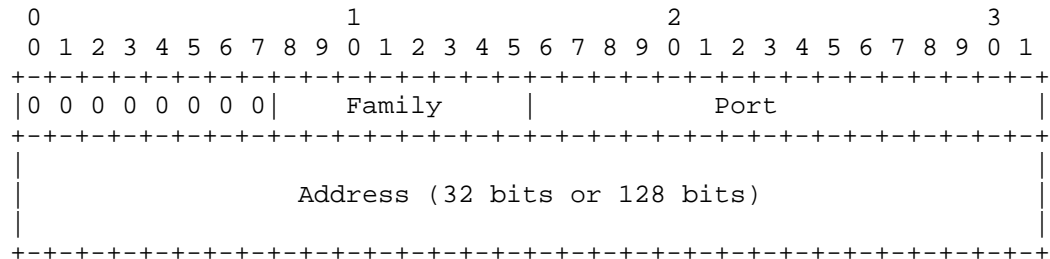 0                   1                   2                   3
 0 1 2 3 4 5 6 7 8 9 0 1 2 3 4 5 6 7 8 9 0 1 2 3 4 5 6 7 8 9 0 1
+-+-+-+-+-+-+-+-+-+-+-+-+-+-+-+-+-+-+-+-+-+-+-+-+-+-+-+-+-+-+-+-+
|0 0 0 0 0 0 0 0|    Family     |           Port                |
+-+-+-+-+-+-+-+-+-+-+-+-+-+-+-+-+-+-+-+-+-+-+-+-+-+-+-+-+-+-+-+-+
|                                                               |
|                 Address (32 bits or 128 bits)                 |
|                                                               |
+-+-+-+-+-+-+-+-+-+-+-+-+-+-+-+-+-+-+-+-+-+-+-+-+-+-+-+-+-+-+-+-+